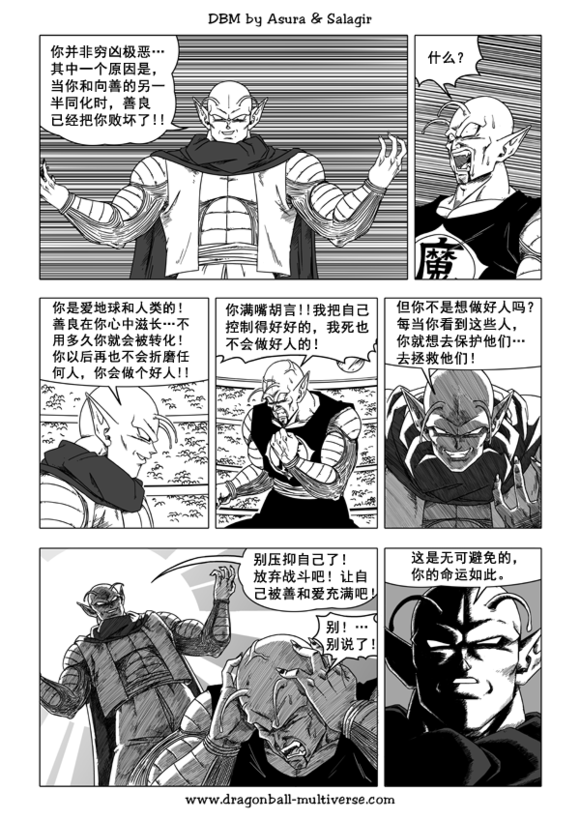 DBM by Asura & Salagir
你并非穷凶极恶…
其中一个原因是，
当你和向善的另一
半同化时，善良
已经把你败坏了!!
什么?
魔
你是爱地球和人类的!
善良在你心中滋长…不
用多久你就会被转化!
你以后再也不会折磨任
何人，你会做个好人!!
你满嘴胡言!!我把自己
控制得好好的，我死也
不会做好人的!
但你不是想做好人吗?
每当你看到这些人，
你就想去保护他们…
去拯救他们!
别压抑自己了!
放弃战斗吧! 让自
己被善和爱充满吧!
别!…
别说了!
这是无可避免的，
你的命运如此。
www.dragonball-multiverse.com